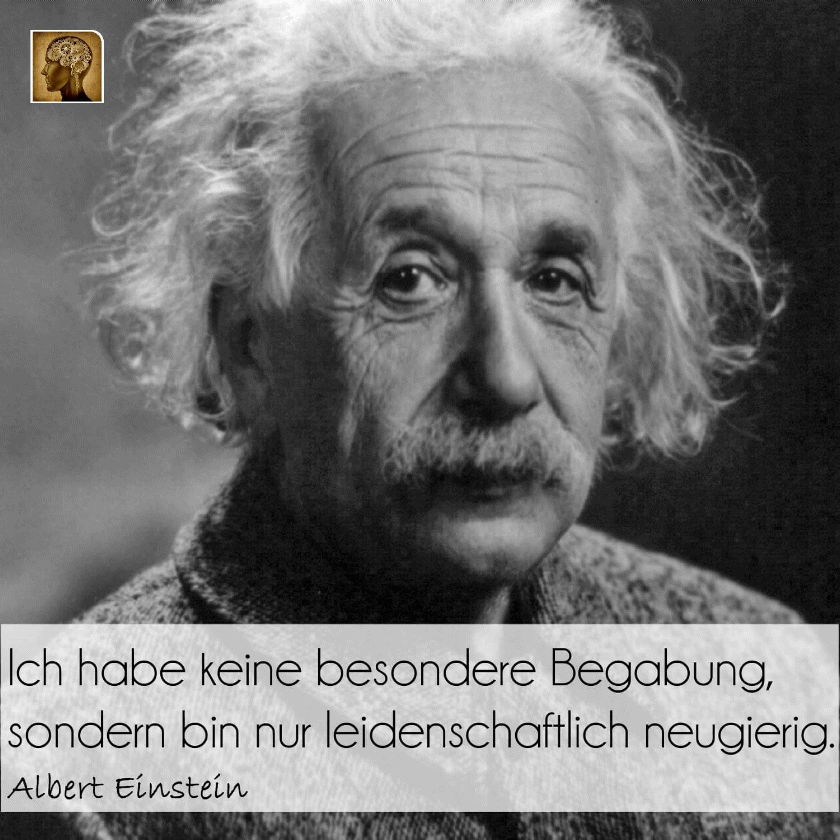 Ich habe keine besondere Begabung,
sondern bin nur leidenschaftlich neugierig.
Albert Einstein